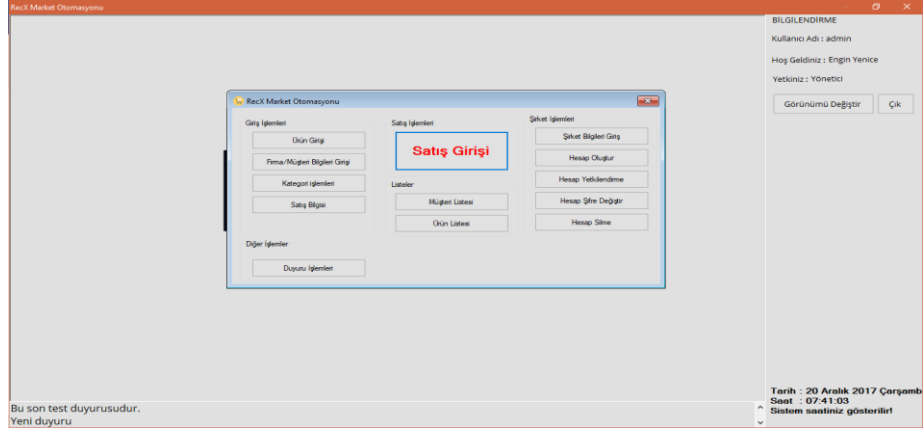 RecX Market Otomasyonu
BİLGİLENDİRME
Kullanıcı Adı : admin
Hoş Geldiniz : Engin Yenice
Yetkiniz : Yönetici
Görünümü Değiştir
Çık
RecX Market Otomasyonu
Giriş İşlemleri
Ürün Girişi
Firma/Müşteri Bilgileri Girişi
Kategori işlemleri
Satış Bilgisi
Satış İşlemleri
Satış Girişi
Listeler
Müşteri Listesi
Ürün Listesi
Şirket İşlemleri
Şirket Bilgileri Giriş
Hesap Oluştur
Hesap Yetkilendirme
Hesap Şifre Değiştir
Hesap Silme
Diğer İşlemler
Duyuru İşlemleri
Bu son test duyurusudur.
Yeni duyuru
Tarih : 20 Aralık 2017 Çarşamb
Saat : 07:41:03
Sistem saatiniz gösterilir!